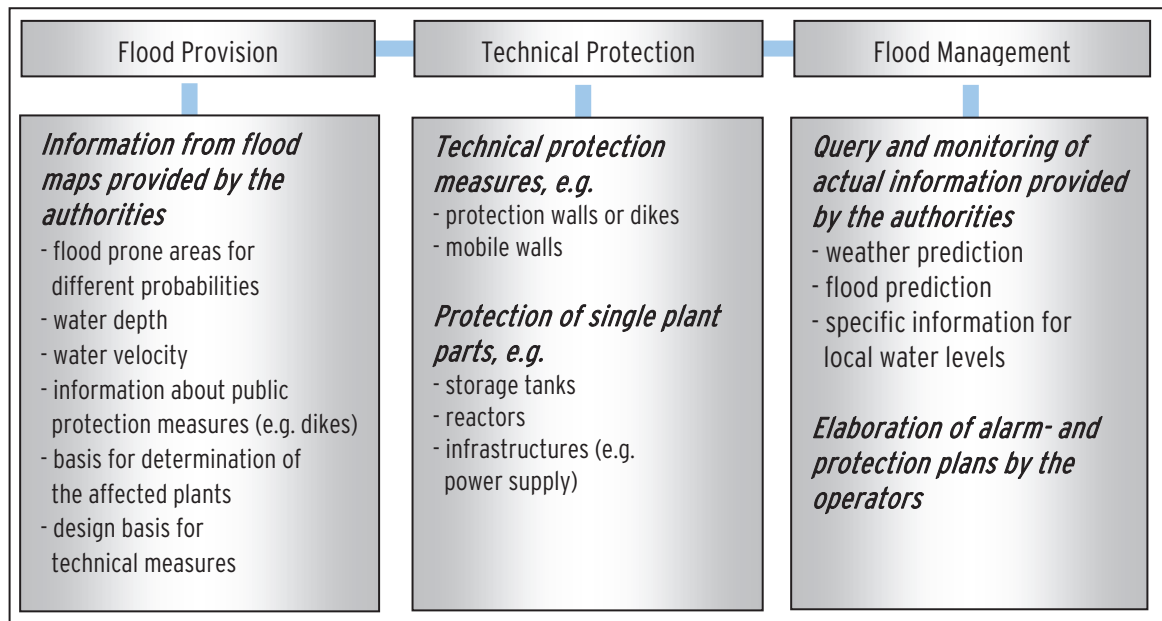 Flood Provision
Technical Protection
Flood Management
Information from flood
maps provided by the
authorities
- flood prone areas for
different probabilities
- water depth
- water velocity
- information about public
protection measures (e.g. dikes)
- basis for determination of
the affected plants
- design basis for
technical measures
Technical protection
measures, e.g.
- protection walls or dikes
- mobile walls
Protection of single plant
parts, e.g.
- storage tanks
- reactors
- infrastructures (e.g.
power supply)
Query and monitoring of
actual information provided
by the authorities
- weather prediction
- flood prediction
- specific information for
local water levels
Elaboration of alarm- and
protection plans by the
operators